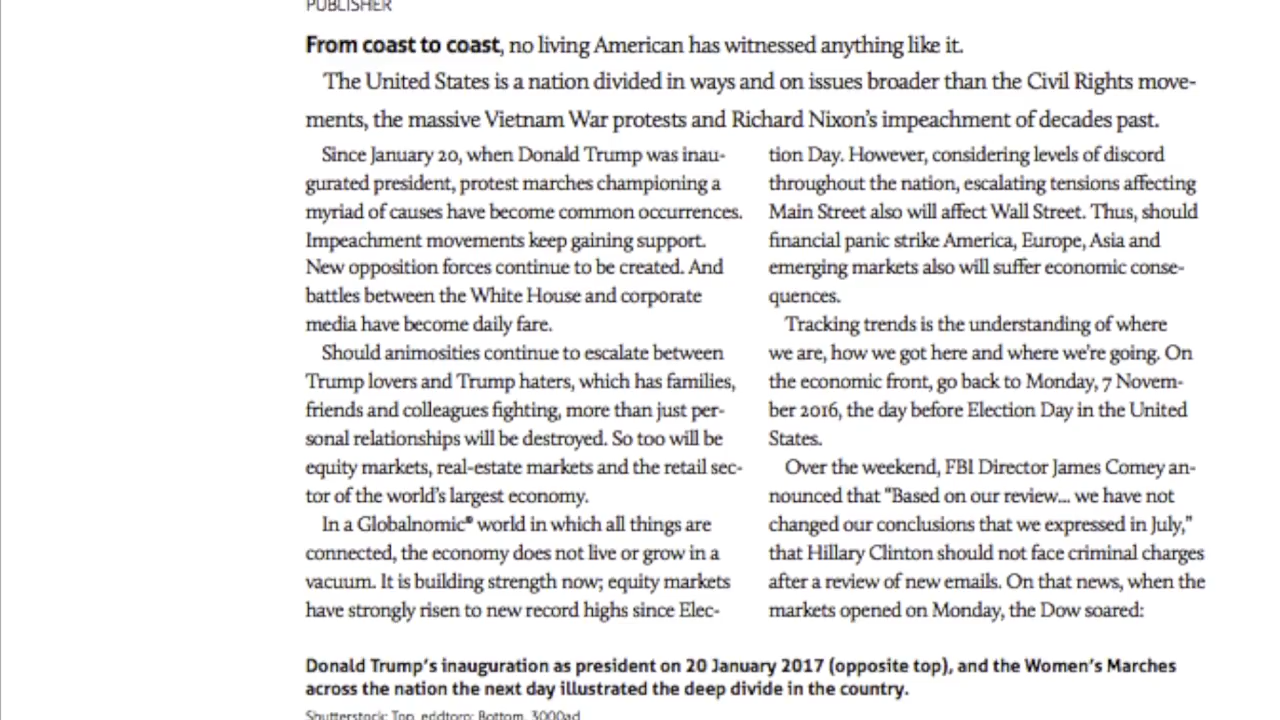 PUBLISHER
From coast to coast, no living American has witnessed anything like it.
The United States is a nation divided in ways and on issues broader than the Civil Rights move-
ments, the massive Vietnam War protests and Richard Nixon's impeachment of decades past.
Since January 20, when Donald Trump was inau-
gurated president, protest marches championing a
myriad of causes have become common occurrences.
Impeachment movements keep gaining support.
New opposition forces continue to be created. And
battles between the White House and corporate
media have become daily fare.
Should animosities continue to escalate between
Trump lovers and Trump haters, which has families,
friends and colleagues fighting, more than just per-
sonal relationships will be destroyed. So too will be
equity markets, real-estate markets and the retail sec-
tor of the world's largest economy.
In a Globalnomic® world in which all things are
connected, the economy does not live or grow in a
vacuum. It is building strength now; equity markets
have strongly risen to new record highs since Elec-
tion Day. However, considering levels of discord
throughout the nation, escalating tensions affecting
Main Street also will affect Wall Street. Thus, should
financial panic strike America, Europe, Asia and
emerging markets also will suffer economic conse-
quences.
Tracking trends is the understanding of where
we are, how we got here and where we're going. On
the economic front, go back to Monday, 7 Novem-
ber 2016, the day before Election Day in the United
States.
Over the weekend, FBI Director James Comey an-
nounced that "Based on our review... we have not
changed our conclusions that we expressed in July,"
that Hillary Clinton should not face criminal charges
after a review of new emails. On that news, when the
markets opened on Monday, the Dow soared:
Donald Trump's inauguration as president on 20 January 2017 (opposite top), and the Women's Marches
across the nation the next day illustrated the deep divide in the country.
Shutterstock: Top, eddtoro; Bottom, 3000ad